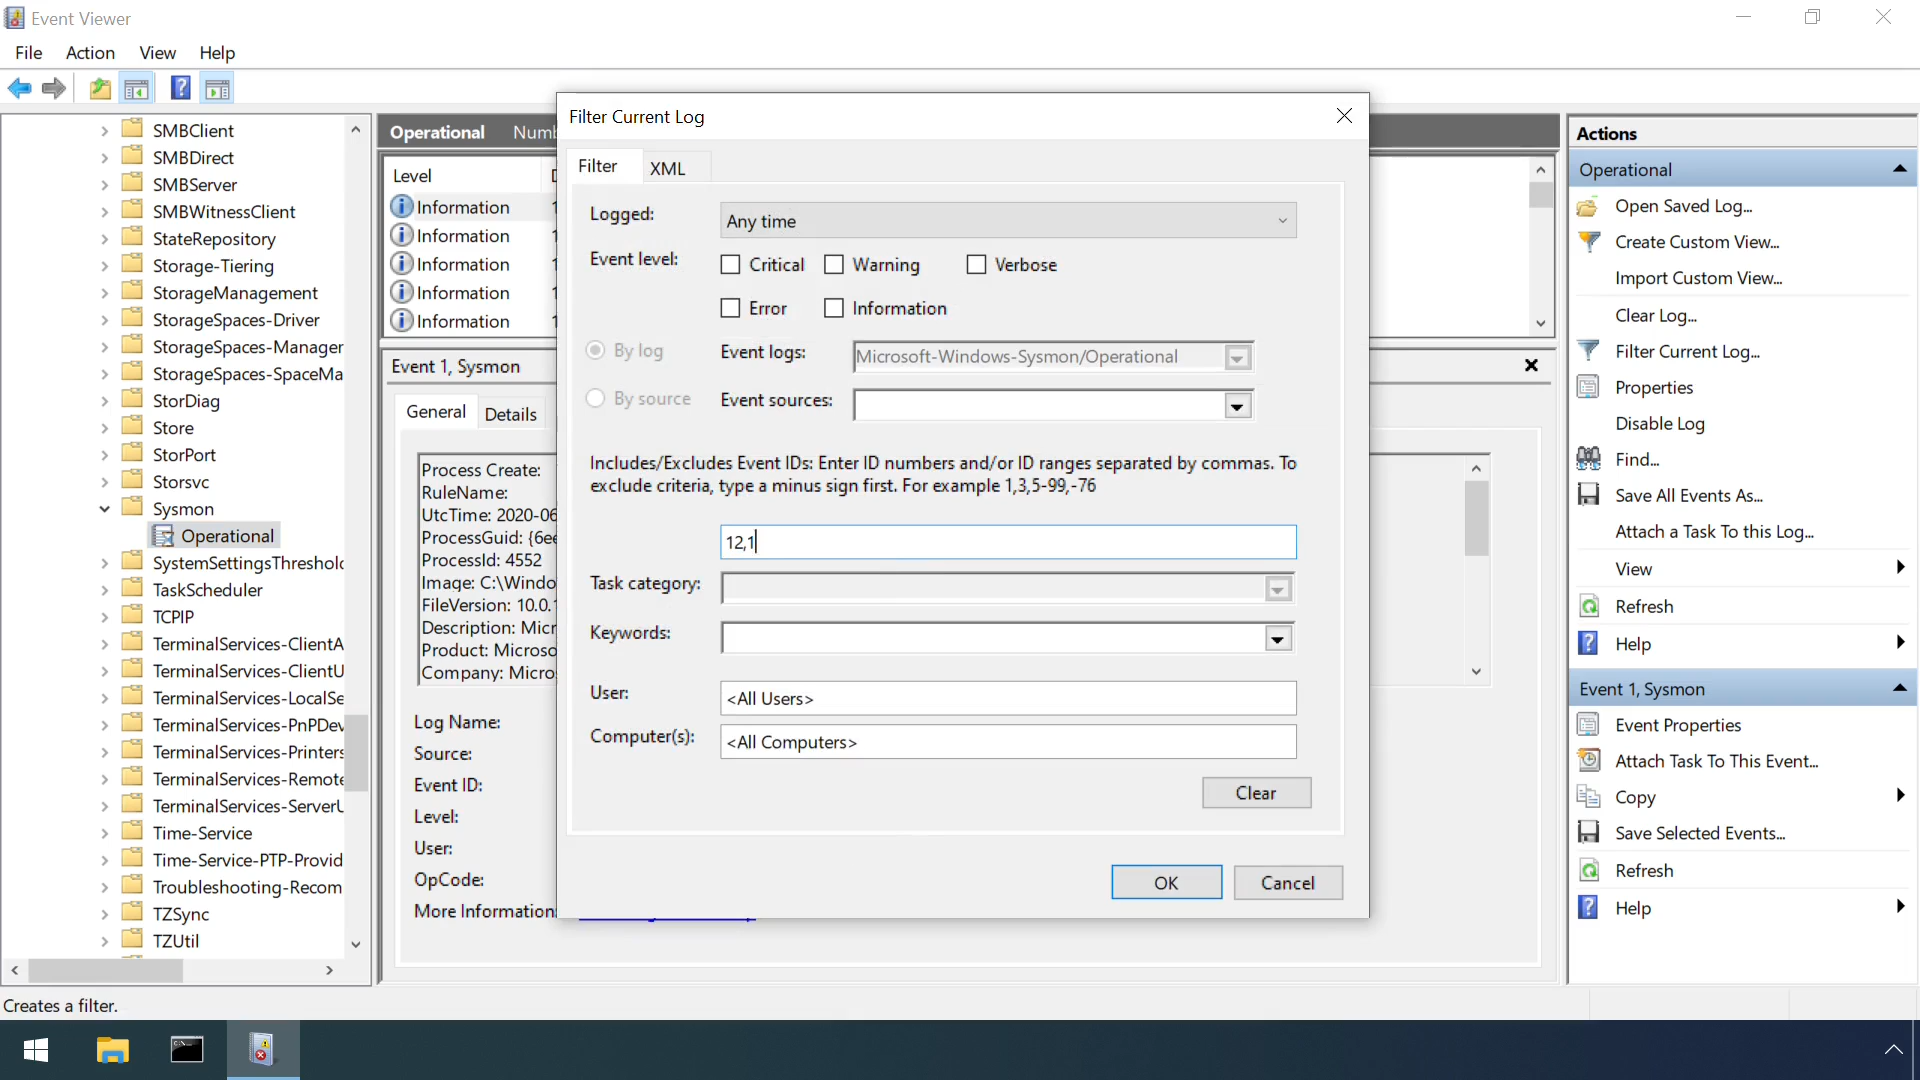 Event Viewer
File Action View Help
SMBClient
SMBDirect
SMBServer
SMBWitnessClient
StateRepository
Storage-Tiering
StorageManagement
StorageSpaces-Driver
StorageSpaces-Manager
StorageSpaces-SpaceMa
StorDiag
Store
StorPort
Storsvc
Sysmon
Operational
SystemSettingsThreshol
TaskScheduler
TCPIP
TerminalServices-ClientA
TerminalServices-ClientU
TerminalServices-LocalSe
TerminalServices-PnPDev
TerminalServices-Printers
TerminalServices-Remote
TerminalServices-ServerU
Time-Service
Time-Service-PTP-Provid
Troubleshooting-Recom
TZSync
TZUtil
Operational Numb
Level
Information 1
Information 1
Information 1
Information 1
Information 1
Event 1, Sysmon
General Details
Process Create:
RuleName:
UtcTime: 2020-06
ProcessGuid: {6ee
ProcessId: 4552
Image: C:\Windo
FileVersion: 10.0.1
Description: Micr
Product: Microso
Company: Micro
Log Name:
Source:
Event ID:
Level:
User:
OpCode:
More Information:
Filter Current Log
Filter XML
Logged: Any time
Event level: Critical Warning Verbose
Error Information
By log Event logs: Microsoft-Windows-Sysmon/Operational
By source Event sources:
Includes/Excludes Event IDs: Enter ID numbers and/or ID ranges separated by commas. To
exclude criteria, type a minus sign first. For example 1,3,5-99,-76
12,1
Task category:
Keywords:
User: <All Users>
Computer(s): <All Computers>
Clear
OK Cancel
Actions
Operational
Open Saved Log...
Create Custom View...
Import Custom View...
Clear Log...
Filter Current Log...
Properties
Disable Log
Find...
Save All Events As...
Attach a Task To this Log...
View
Refresh
Help
Event 1, Sysmon
Event Properties
Attach Task To This Event...
Copy
Save Selected Events...
Refresh
Help
Creates a filter.